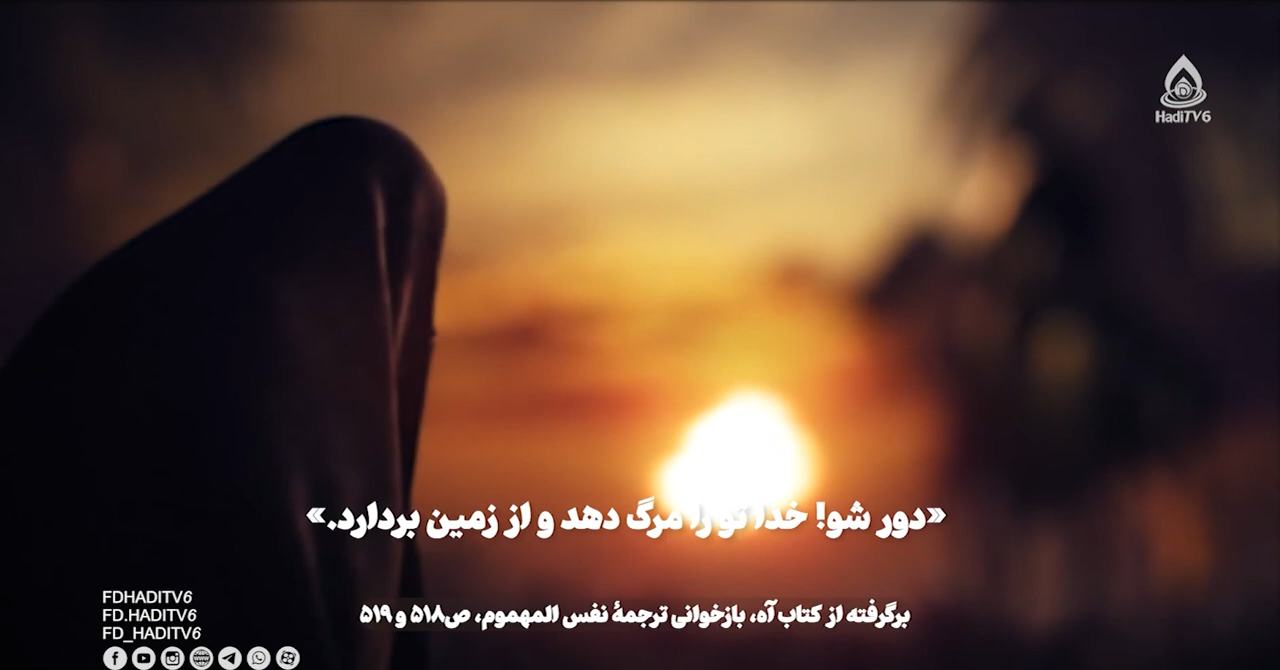 HadiTV6
«دور شو! خدا تو را مرگ دهد و از زمین بردارد.»
برگرفته از کتاب آه، بازخوانی ترجمهٔ نفس المهموم، ص۵۱۸ و ۵۱۹
FDHADITV6
FD.HADITV6
FD_HADITV6